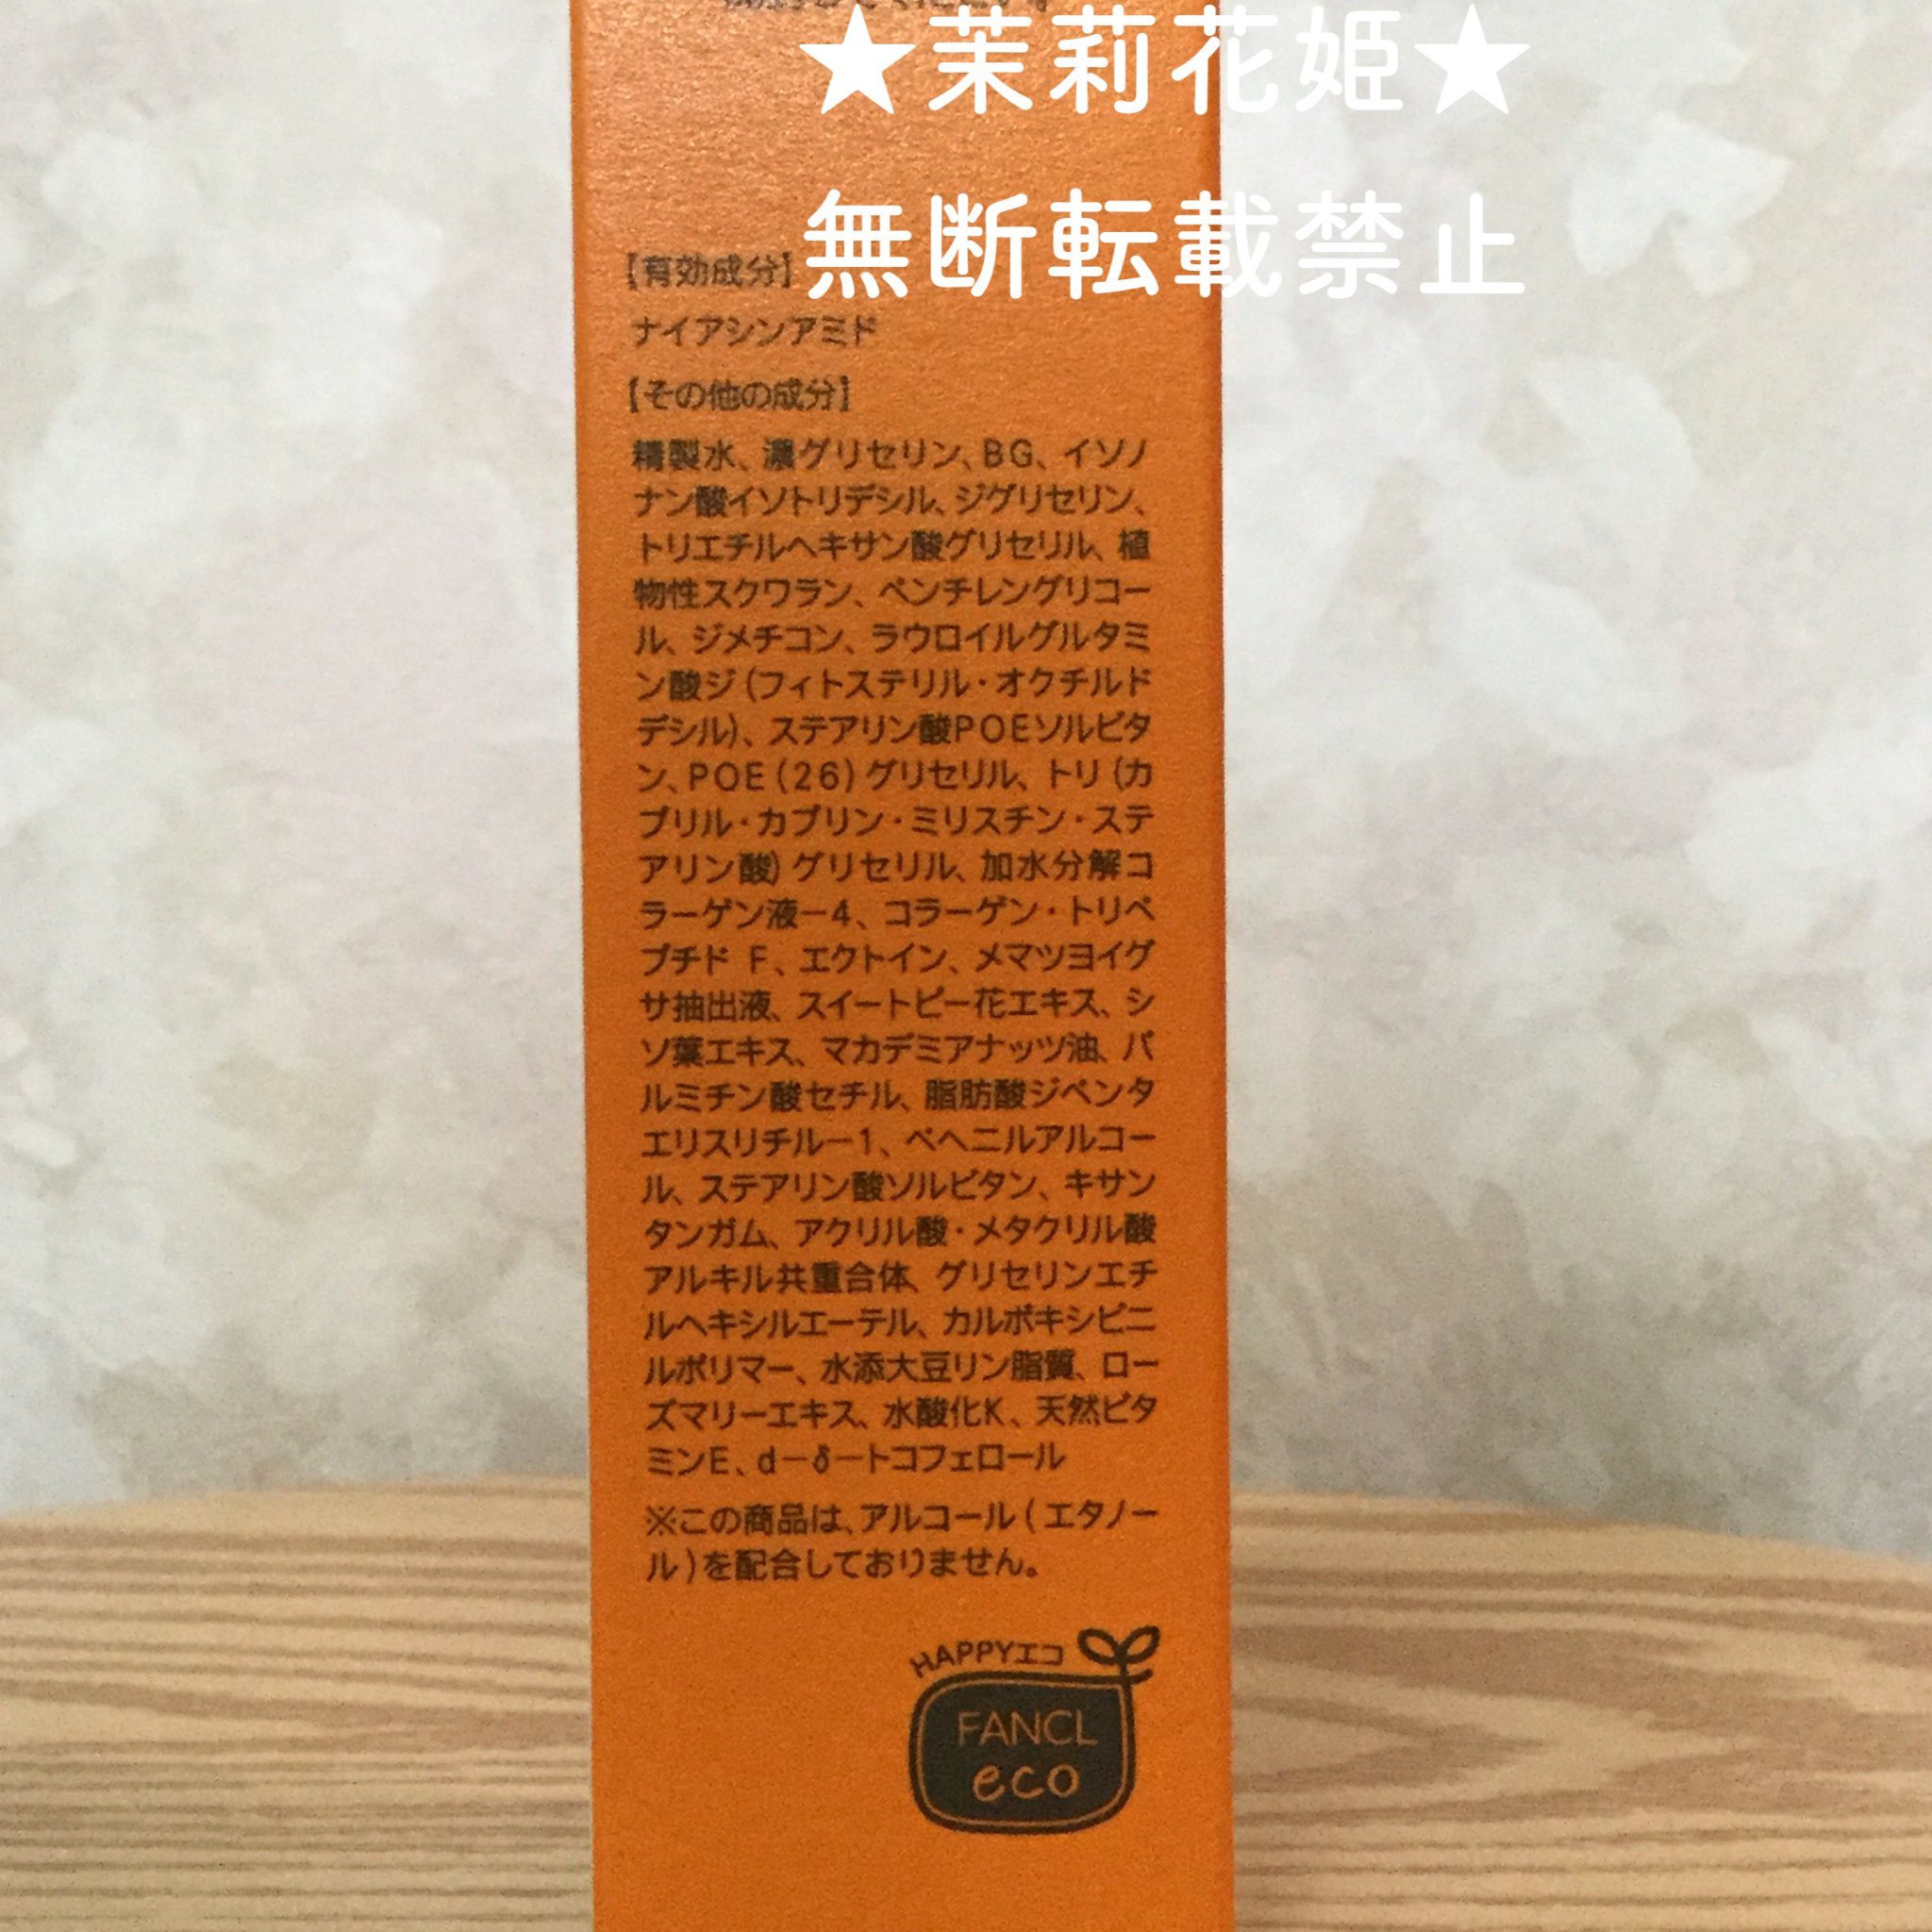 ★茉莉花姫★
無断転載禁止
【有効成分】
ナイアシンアミド
【その他の成分】
精製水、濃グリセリン、BG、イソノ
ナン酸イソトリデシル、ジグリセリン、
トリエチルヘキサン酸グリセリル、植
物性スクワラン、ペンチレングリコー
ル、ジメチコン、ラウロイルグルタミ
ン酸ジ(フィトステリル・オクチルド
デシル)、ステアリン酸POEソルビタ
ン、POE(26)グリセリル、トリ(カ
プリル・カプリン・ミリスチン・ステ
アリン酸)グリセリル、加水分解コ
ラーゲン液−4、コラーゲン・トリペ
プチド F、エクトイン、メマツヨイグ
サ抽出液、スイートピー花エキス、シ
ソ葉エキス、マカデミアナッツ油、パ
ルミチン酸セチル、脂肪酸ジペンタ
エリスリチル−1、ベヘニルアルコー
ル、ステアリン酸ソルビタン、キサン
タンガム、アクリル酸・メタクリル酸
アルキル共重合体、グリセリンエチ
ルヘキシルエーテル、カルボキシビニ
ルポリマー、水添大豆リン脂質、ロー
ズマリーエキス、水酸化K、天然ビタ
ミンE、d−δ−トコフェロール
※この商品は、アルコール(エタノー
ル)を配合しておりません。
HAPPYエコ
FANCL
eco